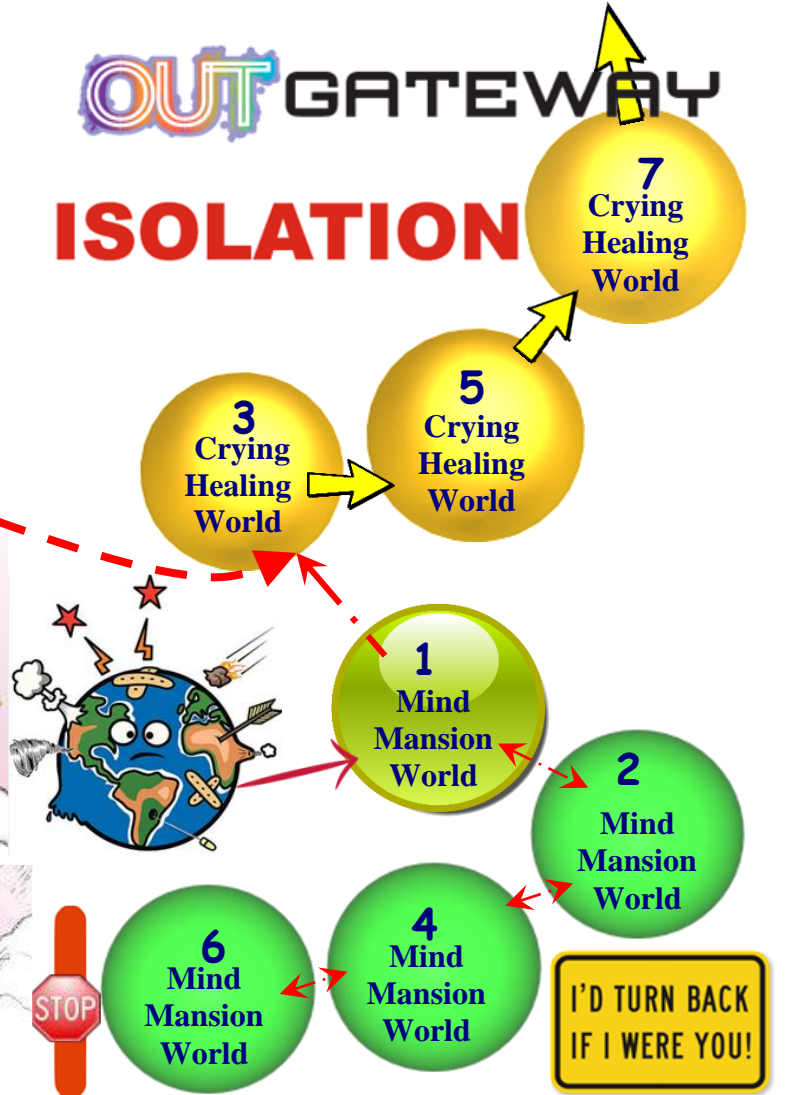 OUT GATEWAY
ISOLATION
7
Crying
Healing
World
5
Crying
Healing
World
3
Crying
Healing
World
1
Mind
Mansion
World
2
Mind
Mansion
World
4
Mind
Mansion
World
6
Mind
Mansion
World
STOP
I'D TURN BACK
IF I WERE YOU!